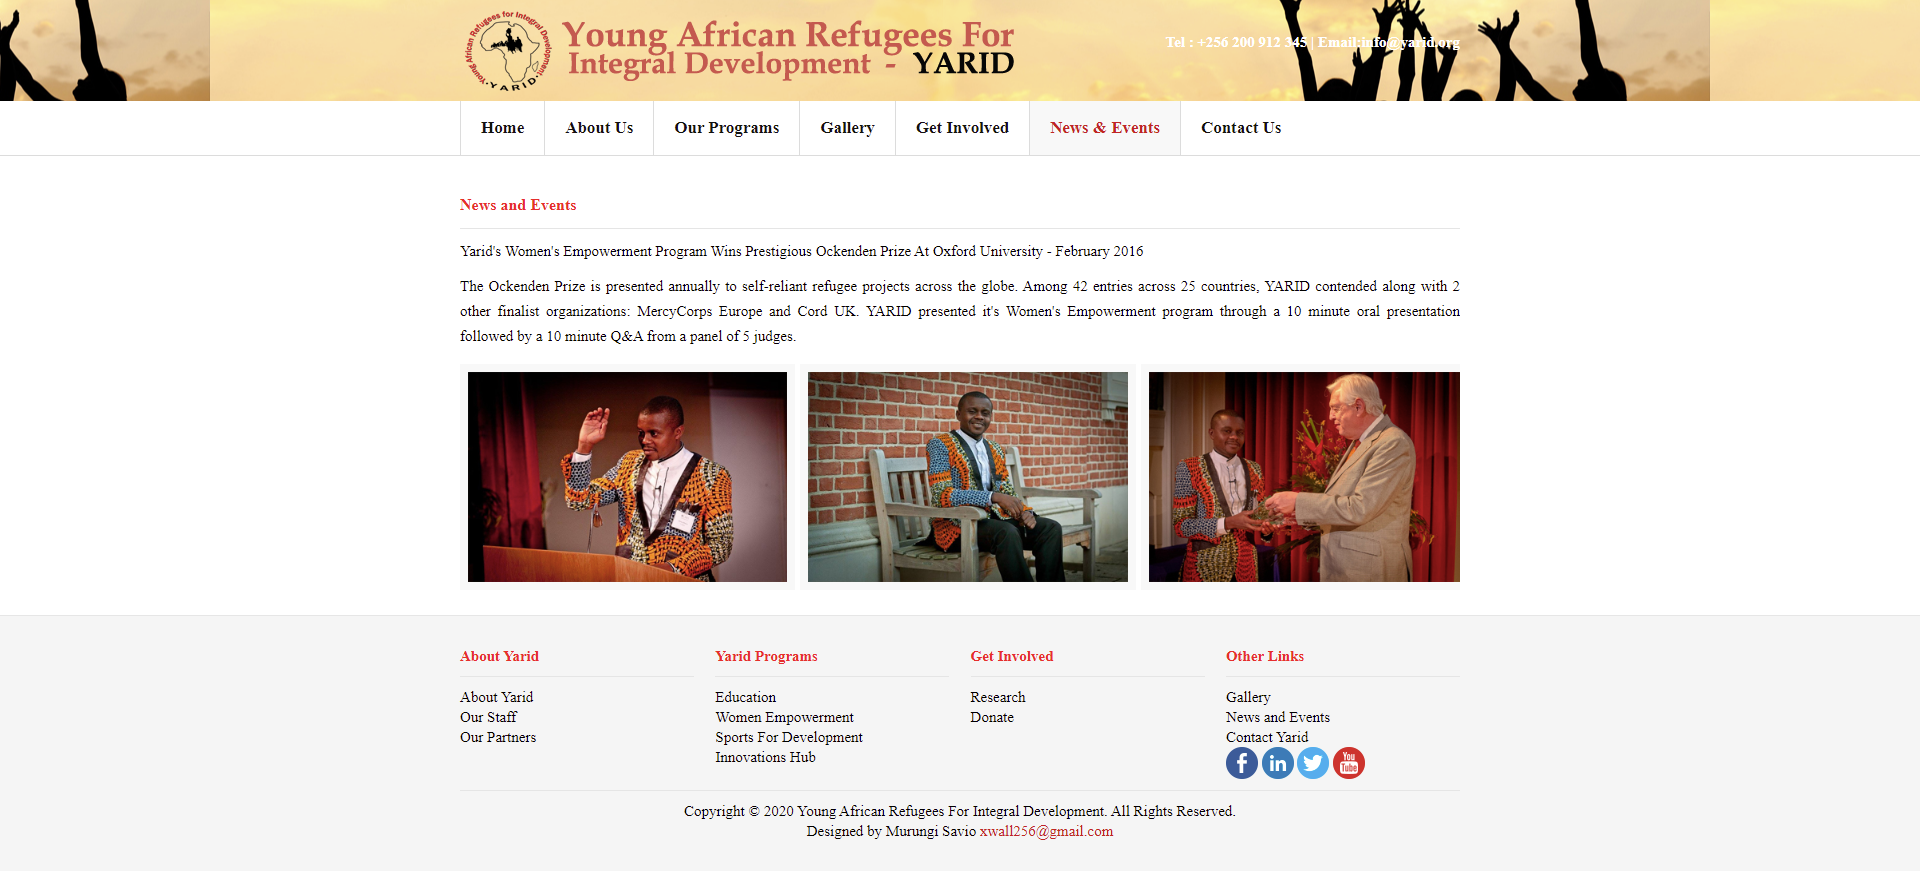 Young African Refugees for Integral Development
· YARID ·
Young African Refugees For
Integral Development - YARID
Tel : +256 200 912 345 | Email:info@yarid.org
Home
About Us
Our Programs
Gallery
Get Involved
News & Events
Contact Us
News and Events
Yarid's Women's Empowerment Program Wins Prestigious Ockenden Prize At Oxford University - February 2016
The Ockenden Prize is presented annually to self-reliant refugee projects across the globe. Among 42 entries across 25 countries, YARID contended along with 2
other finalist organizations: MercyCorps Europe and Cord UK. YARID presented it's Women's Empowerment program through a 10 minute oral presentation
followed by a 10 minute Q&A from a panel of 5 judges.
About Yarid
About Yarid
Our Staff
Our Partners
Yarid Programs
Education
Women Empowerment
Sports For Development
Innovations Hub
Get Involved
Research
Donate
Other Links
Gallery
News and Events
Contact Yarid
f
in
You
Tube
Copyright © 2020 Young African Refugees For Integral Development. All Rights Reserved.
Designed by Murungi Savio xwall256@gmail.com